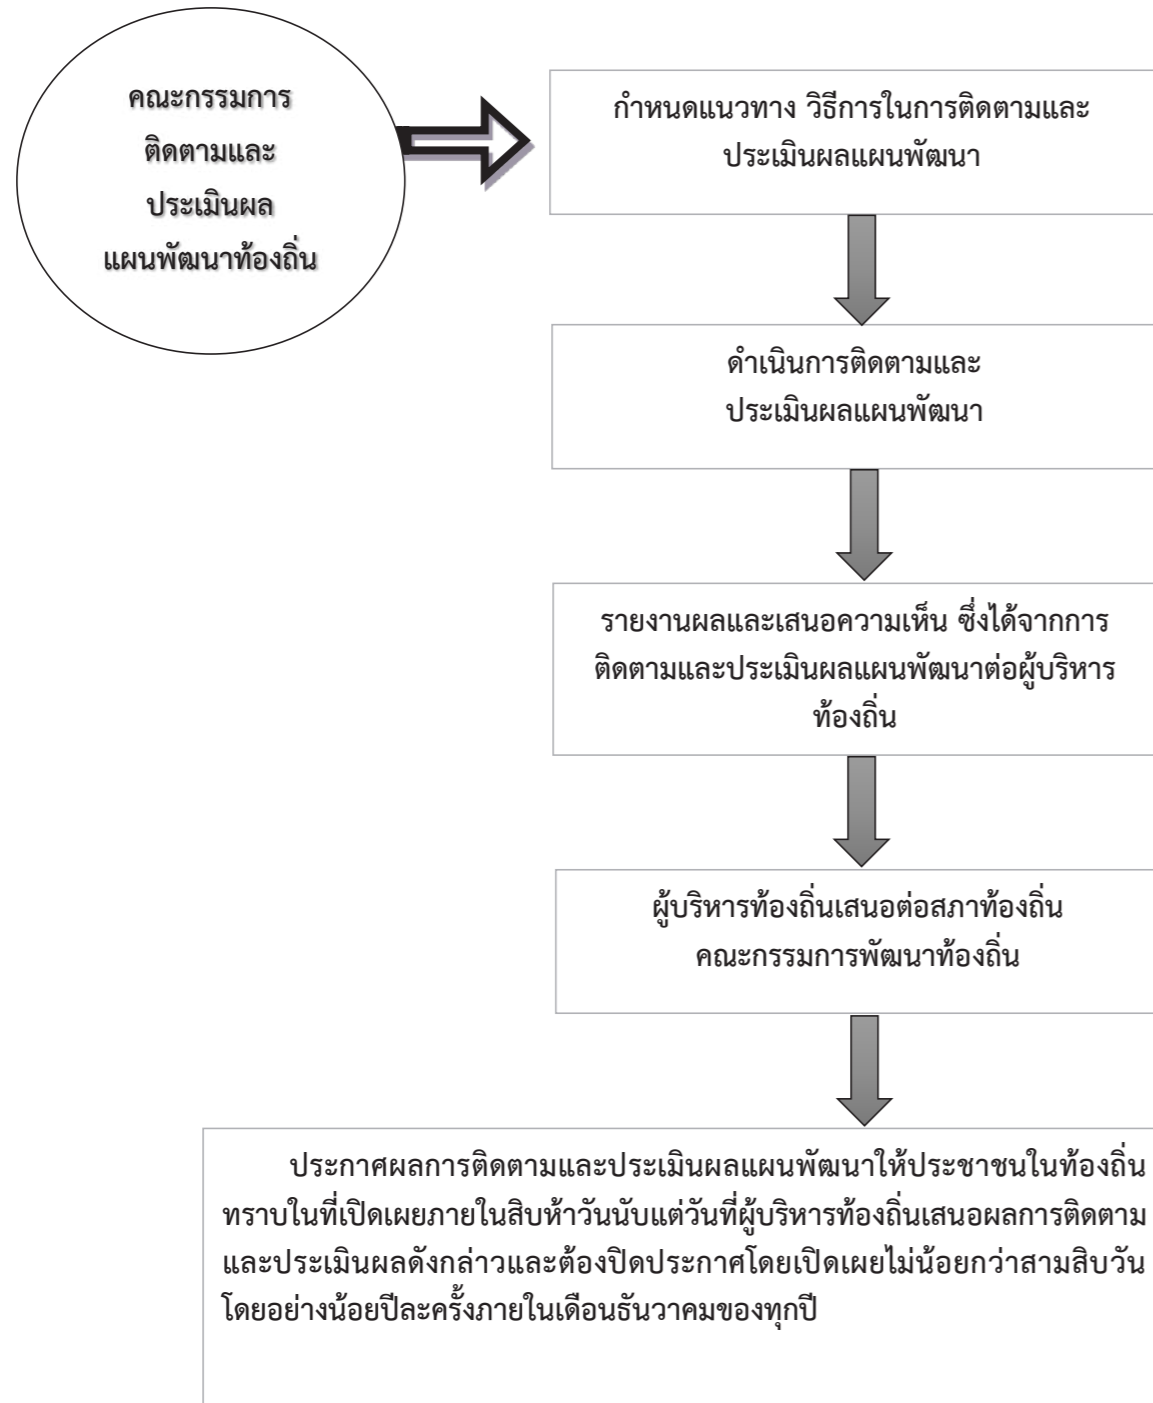 คณะกรรมการ
ติดตามและ
ประเมินผล
แผนพัฒนาท้องถิ่น
กำหนดแนวทาง วิธีการในการติดตามและ
ประเมินผลแผนพัฒนา
ดำเนินการติดตามและ
ประเมินผลแผนพัฒนา
รายงานผลและเสนอความเห็น ซึ่งได้จากการ
ติดตามและประเมินผลแผนพัฒนาต่อผู้บริหาร
ท้องถิ่น
ผู้บริหารท้องถิ่นเสนอต่อสภาท้องถิ่น
คณะกรรมการพัฒนาท้องถิ่น
ประกาศผลการติดตามและประเมินผลแผนพัฒนาให้ประชาชนในท้องถิ่น
ทราบในที่เปิดเผยภายในสิบห้าวันนับแต่วันที่ผู้บริหารท้องถิ่นเสนอผลการติดตาม
และประเมินผลดังกล่าวและต้องปิดประกาศโดยเปิดเผยไม่น้อยกว่าสามสิบวัน
โดยอย่างน้อยปีละครั้งภายในเดือนธันวาคมของทุกปี